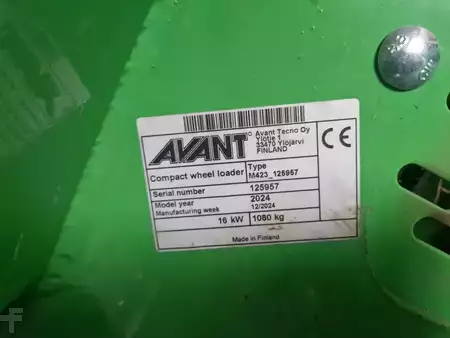 AVANT® Avant Tecno Oy
Ylötie 1
33470 Ylöjärvi
FINLAND
CE
Compact wheel loader Type
M423_125957
Serial number 125957
Model year 2024
Manufacturing week 12/2024
16 kW 1080 kg
Made in Finland
F